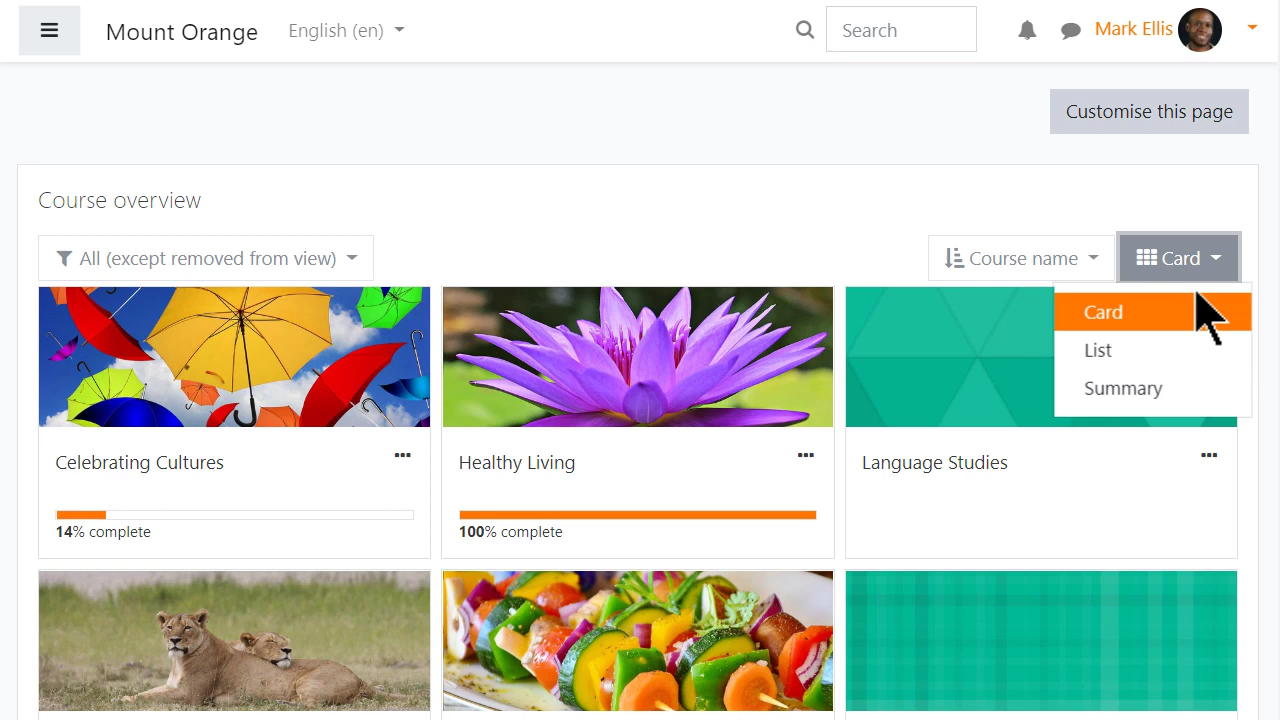 Mount Orange
English (en)
Search
Mark Ellis
Customise this page
Course overview
All (except removed from view)
Course name
Card
Card
List
Summary
Celebrating Cultures
Healthy Living
Language Studies
14% complete
100% complete